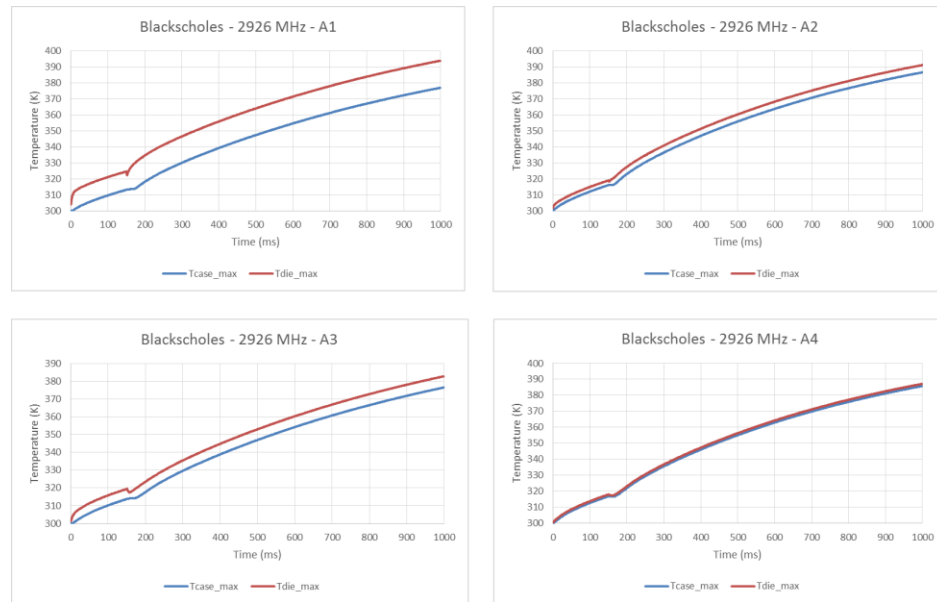 Blackscholes - 2926 MHz - A1
400
390
380
370
360
350
340
330
320
310
300
Temperature (K)
0 100 200 300 400 500 600 700 800 900 1000
Time (ms)
Tcase_max Tdie_max
Blackscholes - 2926 MHz - A2
400
390
380
370
360
350
340
330
320
310
300
Temperature (K)
0 100 200 300 400 500 600 700 800 900 1000
Time (ms)
Tcase_max Tdie_max
Blackscholes - 2926 MHz - A3
390
380
370
360
350
340
330
320
310
300
Temperature (K)
0 100 200 300 400 500 600 700 800 900 1000
Time (ms)
Tcase_max Tdie_max
Blackscholes - 2926 MHz - A4
400
390
380
370
360
350
340
330
320
310
300
Temperature (K)
0 100 200 300 400 500 600 700 800 900 1000
Time (ms)
Tcase_max Tdie_max